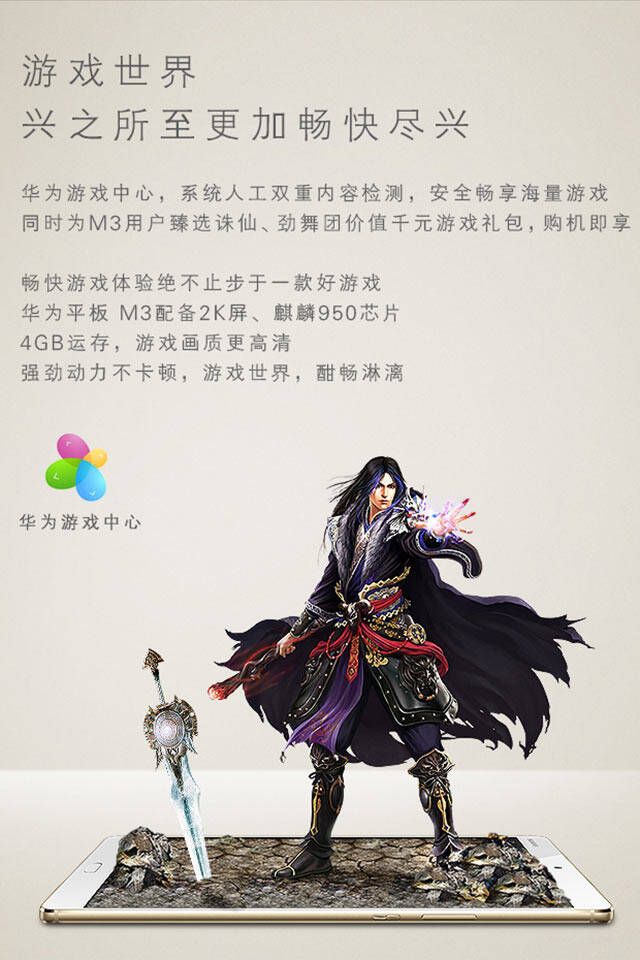 游戏世界
兴之所至更加畅快尽兴
华为游戏中心，系统人工双重内容检测，安全畅享海量游戏
同时为M3用户臻选诛仙、劲舞团价值千元游戏礼包，购机即享
畅快游戏体验绝不止步于一款好游戏
华为平板 M3配备2K屏、麒麟950芯片
4GB运存，游戏画质更高清
强劲动力不卡顿，游戏世界，酣畅淋漓
华为游戏中心